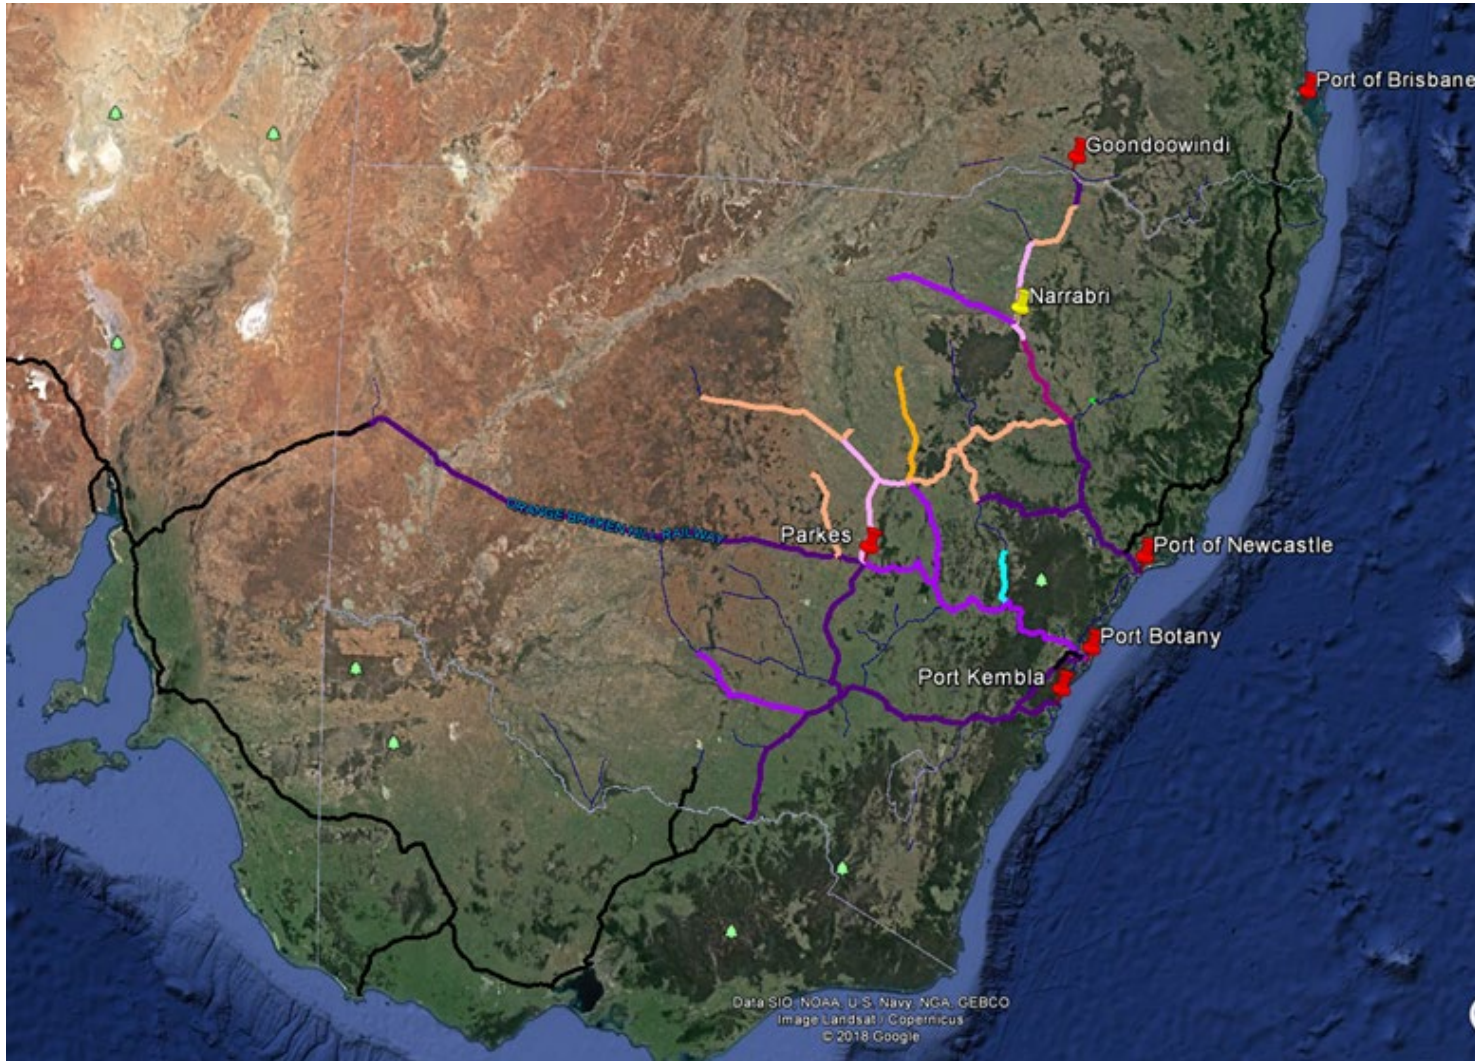 Port of Brisbane
Goondoowindi
Narrabri
ORANGE BROKEN HILL RAILWAY
Parkes
Port of Newcastle
Port Botany
Port Kembla
Data SIO, NOAA, U.S. Navy, NGA, GEBCO
Image Landsat / Copernicus
© 2018 Google